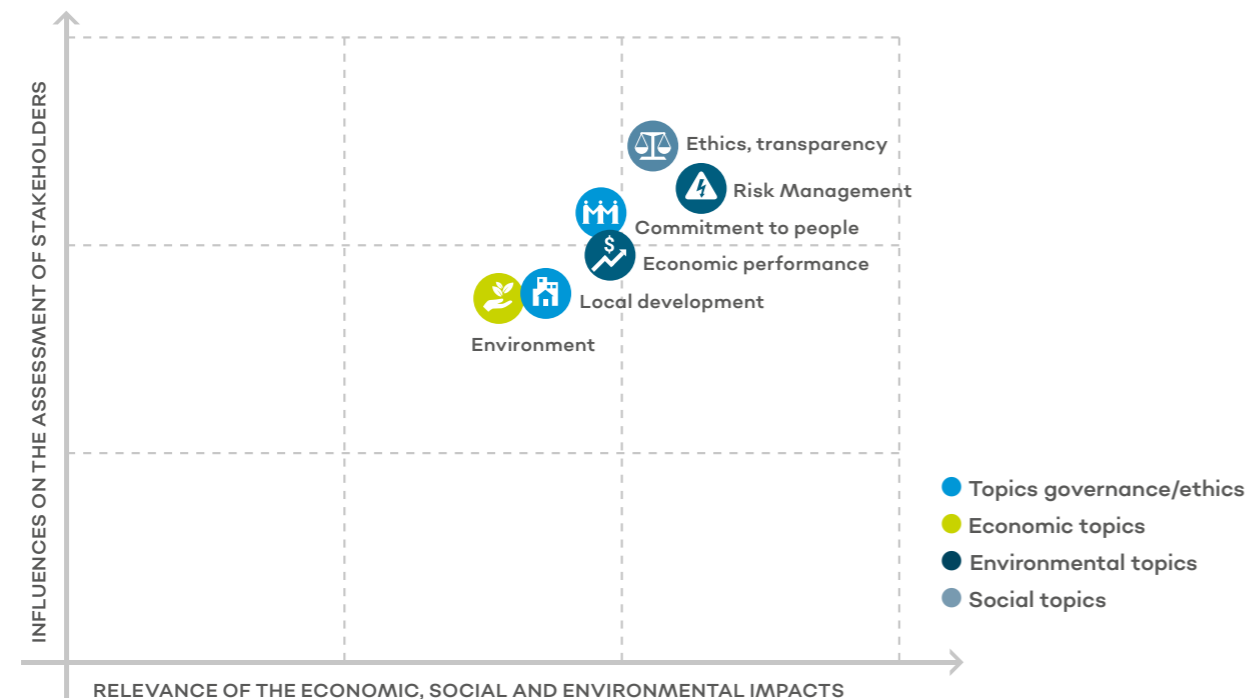 INFLUENCES ON THE ASSESSMENT OF STAKEHOLDERS
Ethics, transparency
Risk Management
Commitment to people
$
Economic performance
Local development
Environment
Topics governance/ethics
Economic topics
Environmental topics
Social topics
RELEVANCE OF THE ECONOMIC, SOCIAL AND ENVIRONMENTAL IMPACTS